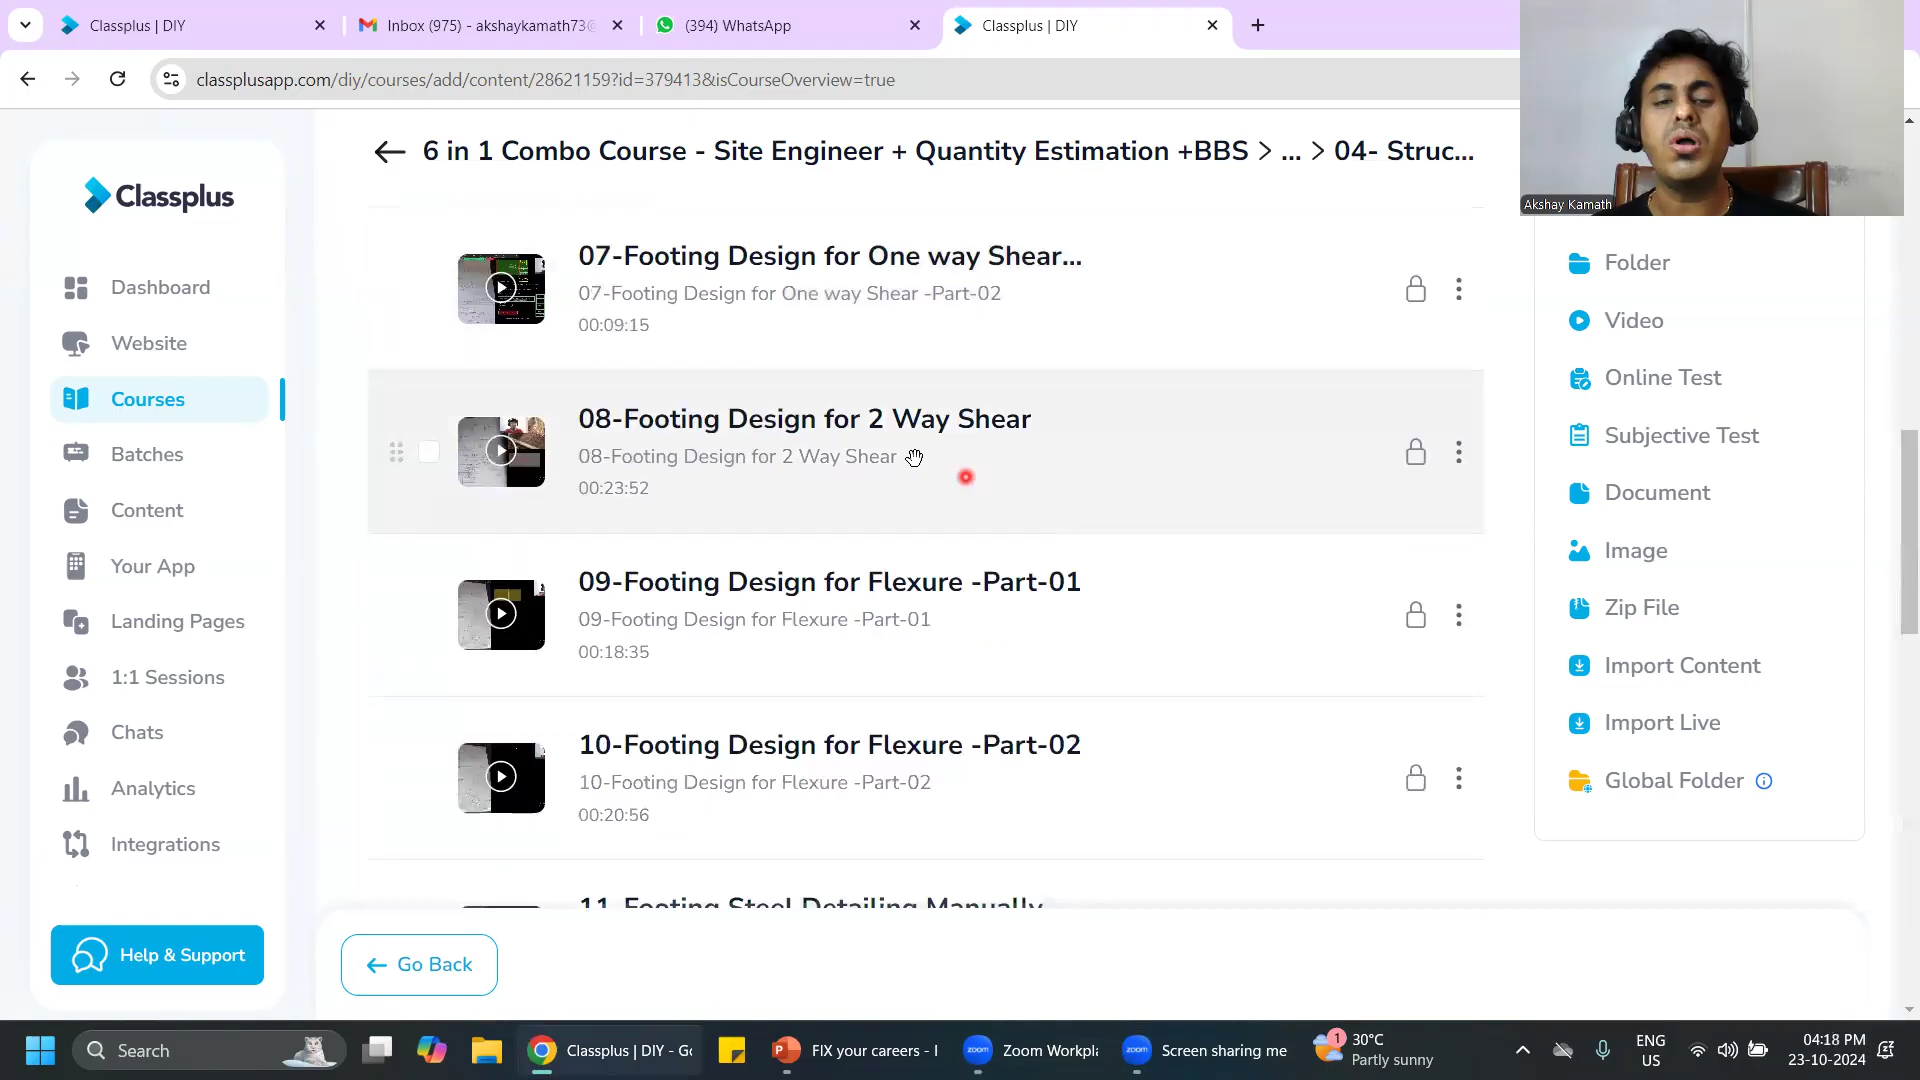 Classplus | DIY
Inbox (975) - akshaykamath73@
(394) WhatsApp
Classplus | DIY
classplusapp.com/diy/courses/add/content/28621159?id=379413&isCourseOverview=true
Akshay Kamath
Classplus
Dashboard
Website
Courses
Batches
Content
Your App
Landing Pages
1:1 Sessions
Chats
Analytics
Integrations
Help & Support
6 in 1 Combo Course - Site Engineer + Quantity Estimation +BBS > ... > 04- Struc...
07-Footing Design for One way Shear...
07-Footing Design for One way Shear -Part-02
00:09:15
08-Footing Design for 2 Way Shear
08-Footing Design for 2 Way Shear
00:23:52
09-Footing Design for Flexure -Part-01
09-Footing Design for Flexure -Part-01
00:18:35
10-Footing Design for Flexure -Part-02
10-Footing Design for Flexure -Part-02
00:20:56
11-Footing Steel Detailing Manually
Go Back
Folder
Video
Online Test
Subjective Test
Document
Image
Zip File
Import Content
Import Live
Global Folder
Search
Classplus | DIY - Go
FIX your careers - I
zoom
Zoom Workpl
zoom
Screen sharing me
1
30°C
Partly sunny
ENG
US
04:18 PM
23-10-2024